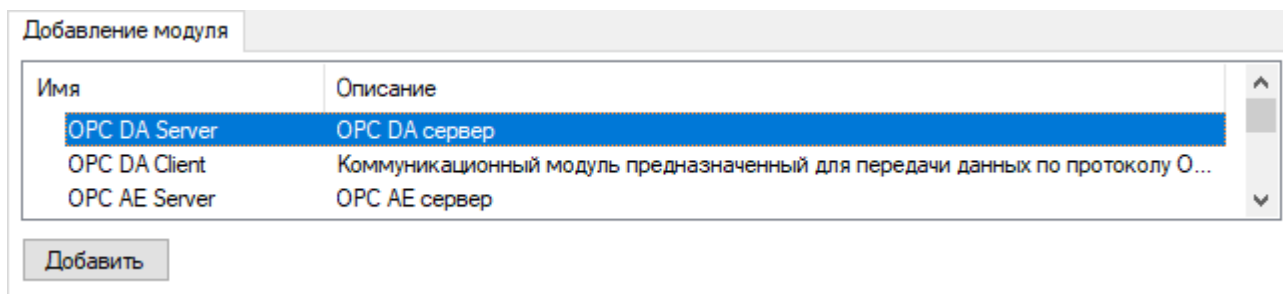 Добавление модуля
Имя Описание
OPC DA Server OPC DA сервер
OPC DA Client Коммуникационный модуль предназначенный для передачи данных по протоколу О...
OPC AE Server OPC AE сервер
Добавить